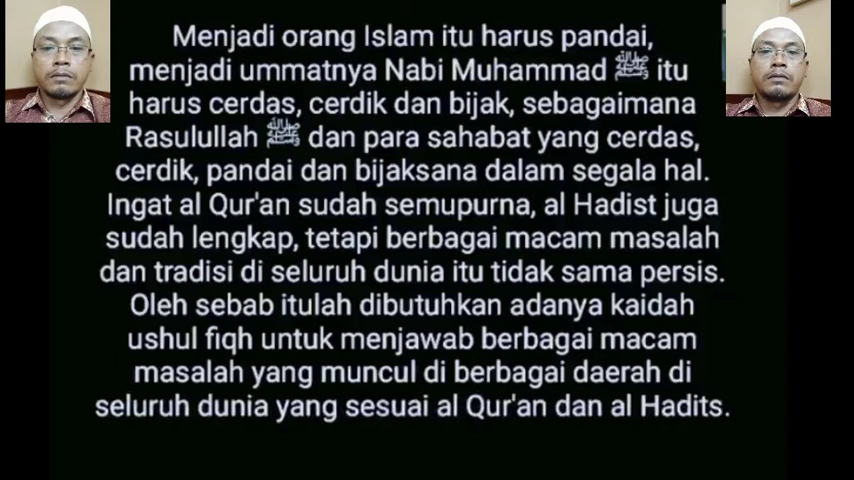 Menjadi orang Islam itu harus pandai,
menjadi ummatnya Nabi Muhammad ﷺ itu
harus cerdas, cerdik dan bijak, sebagaimana
Rasulullah ﷺ dan para sahabat yang cerdas,
cerdik, pandai dan bijaksana dalam segala hal.
Ingat al Qur'an sudah semupurna, al Hadist juga
sudah lengkap, tetapi berbagai macam masalah
dan tradisi di seluruh dunia itu tidak sama persis.
Oleh sebab itulah dibutuhkan adanya kaidah
ushul fiqh untuk menjawab berbagai macam
masalah yang muncul di berbagai daerah di
seluruh dunia yang sesuai al Qur'an dan al Hadits.